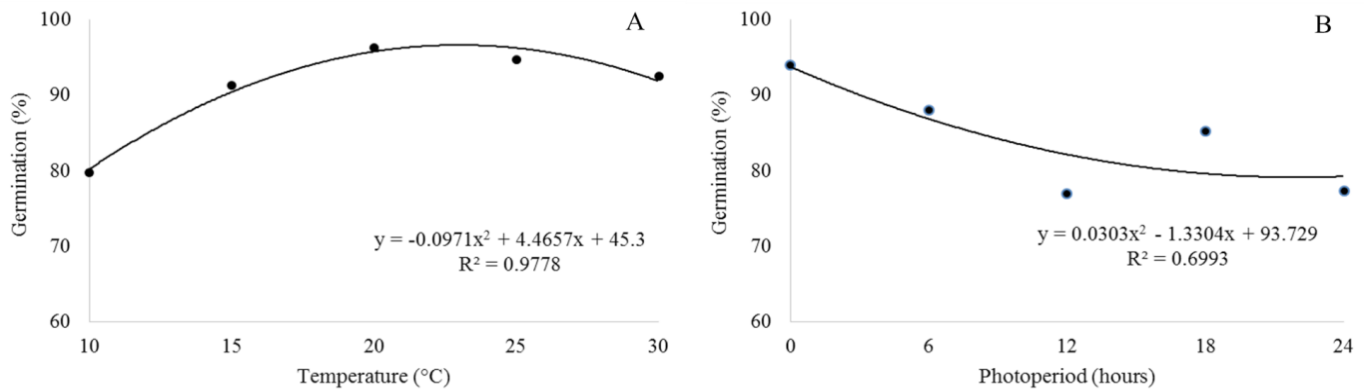 A
100
90
80
70
60
Germination (%)
y = -0.0971x² + 4.4657x + 45.3
R² = 0.9778
10 15 20 25 30
Temperature (°C)
B
100
90
80
70
60
Germination (%)
y = 0.0303x² - 1.3304x + 93.729
R² = 0.6993
0 6 12 18 24
Photoperiod (hours)